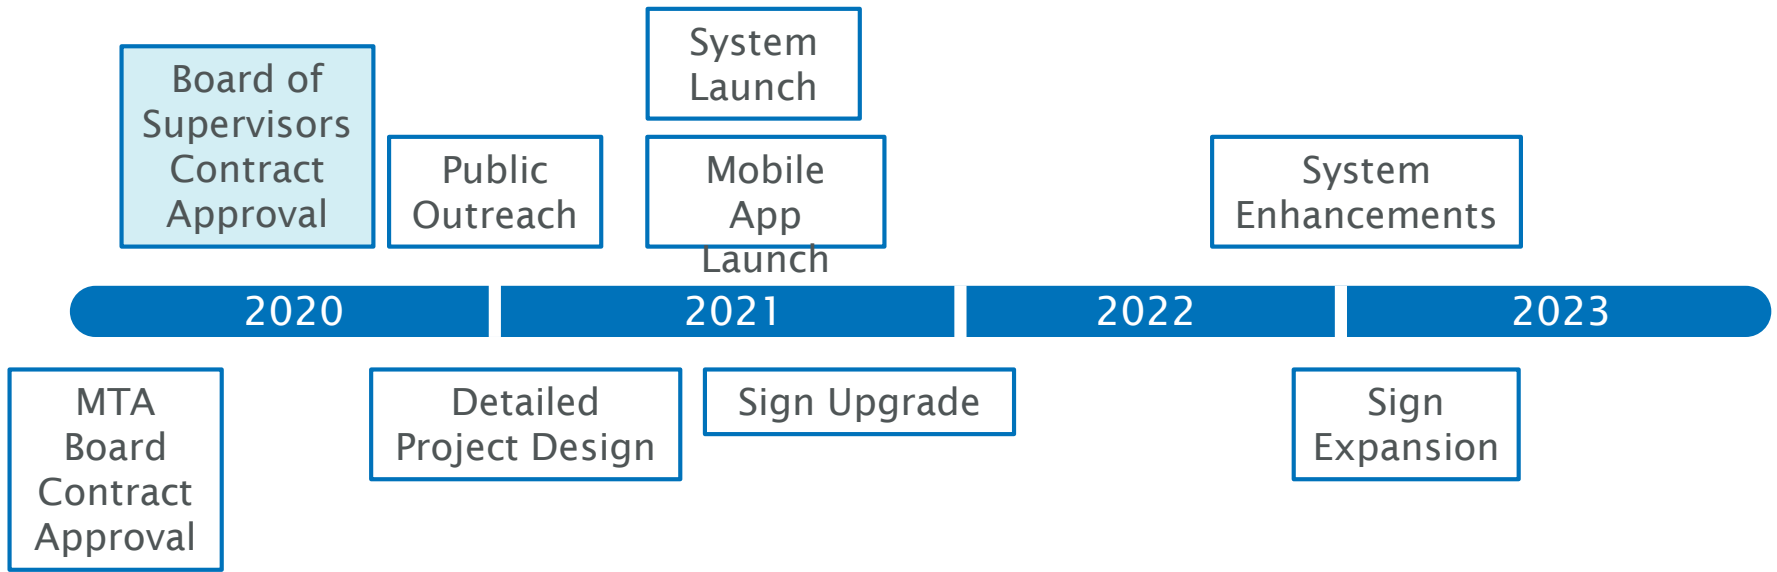 Board of
Supervisors
Contract
Approval
Public
Outreach
System
Launch
Mobile
App
Launch
System
Enhancements
2020
2021
2022
2023
MTA
Board
Contract
Approval
Detailed
Project Design
Sign Upgrade
Sign
Expansion